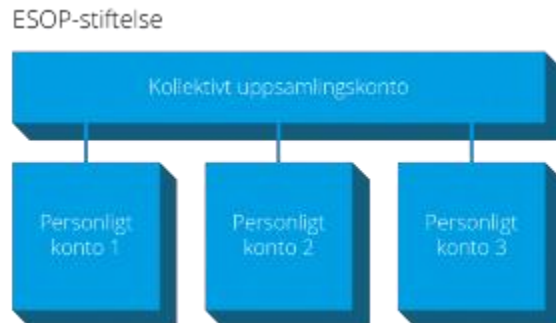 ESOP-stiftelse
Kollektivt uppsamlingskonto
Personligt
konto 1
Personligt
konto 2
Personligt
konto 3